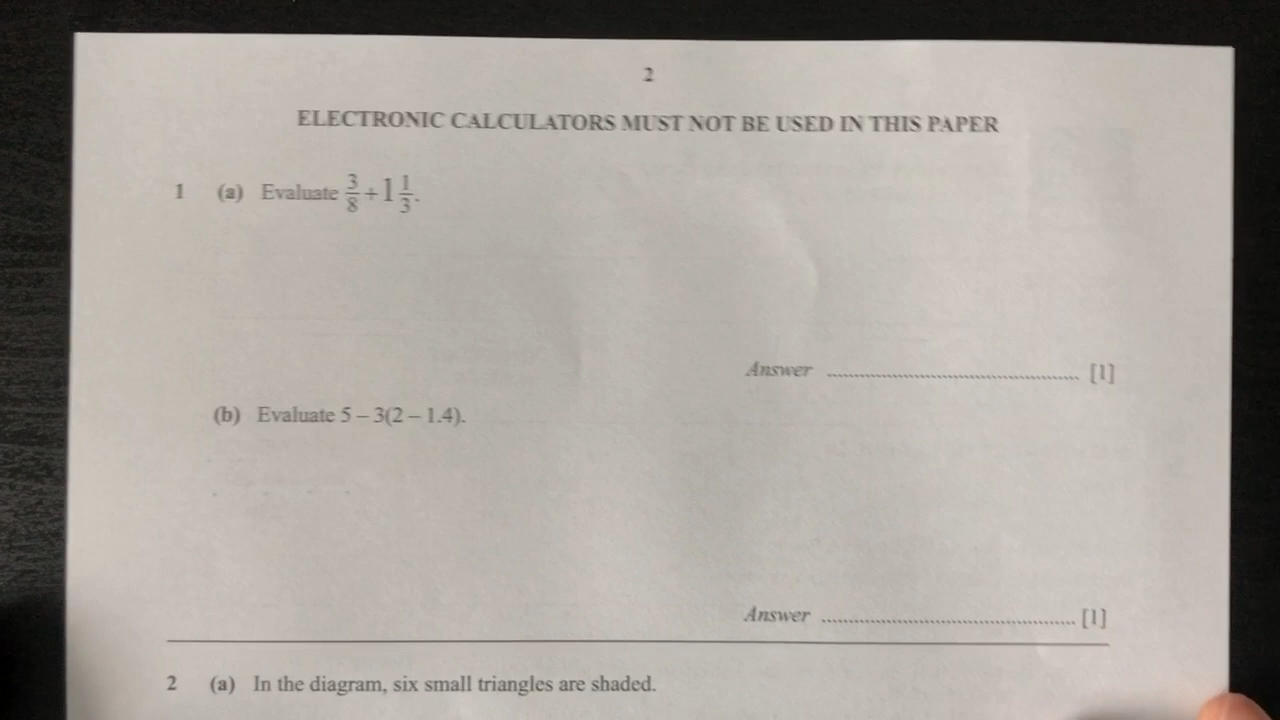 2
ELECTRONIC CALCULATORS MUST NOT BE USED IN THIS PAPER
1 (a) Evaluate 3/8 + 1 1/3.
Answer ............................................. [1]
(b) Evaluate 5 – 3(2 – 1.4).
Answer ............................................. [1]
2 (a) In the diagram, six small triangles are shaded.